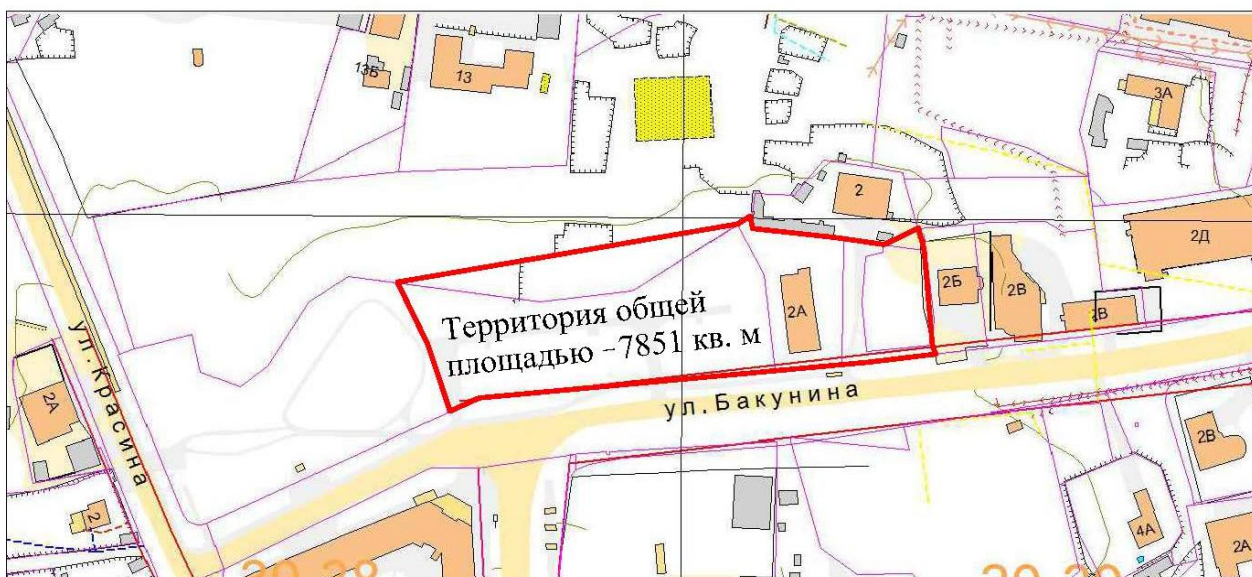 13Б
13
3А
2
2Д
2Б
2В
2В
2А
Территория общей
площадью -7851 кв. м
ул.Красина
ул.Бакунина
2А
2В
2
4А
2А